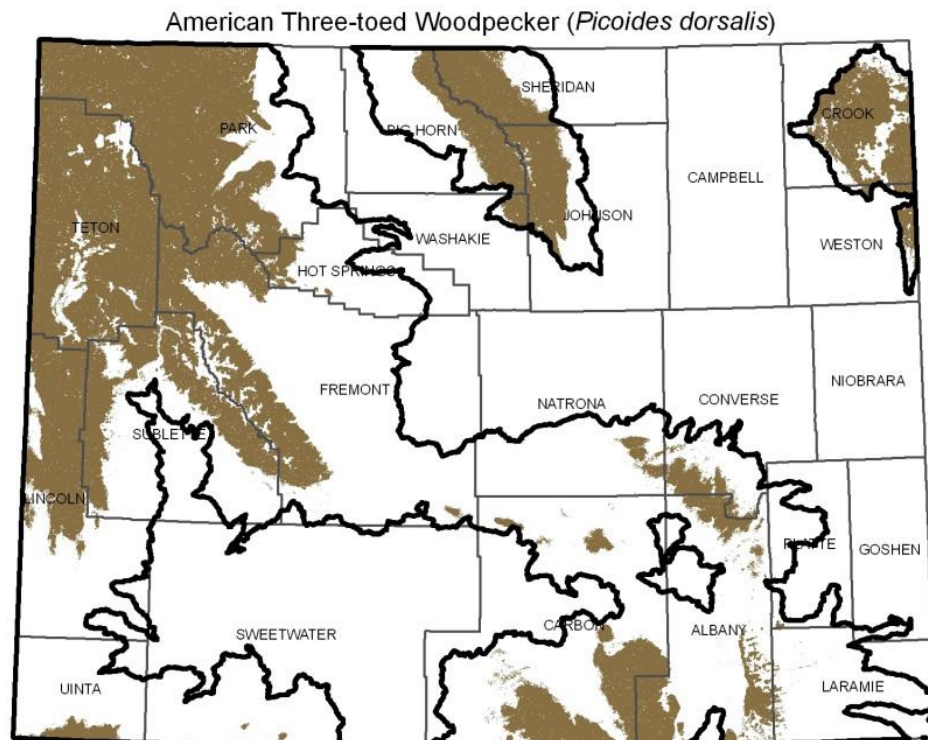 American Three-toed Woodpecker (Picoides dorsalis)
SHERIDAN
CROOK
PARK
BIG HORN
CAMPBELL
TETON
JOHNSON
WASHAKIE
WESTON
HOT SPRINGS
FREMONT
NIOBRARA
NATRONA
CONVERSE
SUBLETTE
LINCOLN
PLATTE
GOSHEN
CARBON
ALBANY
SWEETWATER
UINTA
LARAMIE